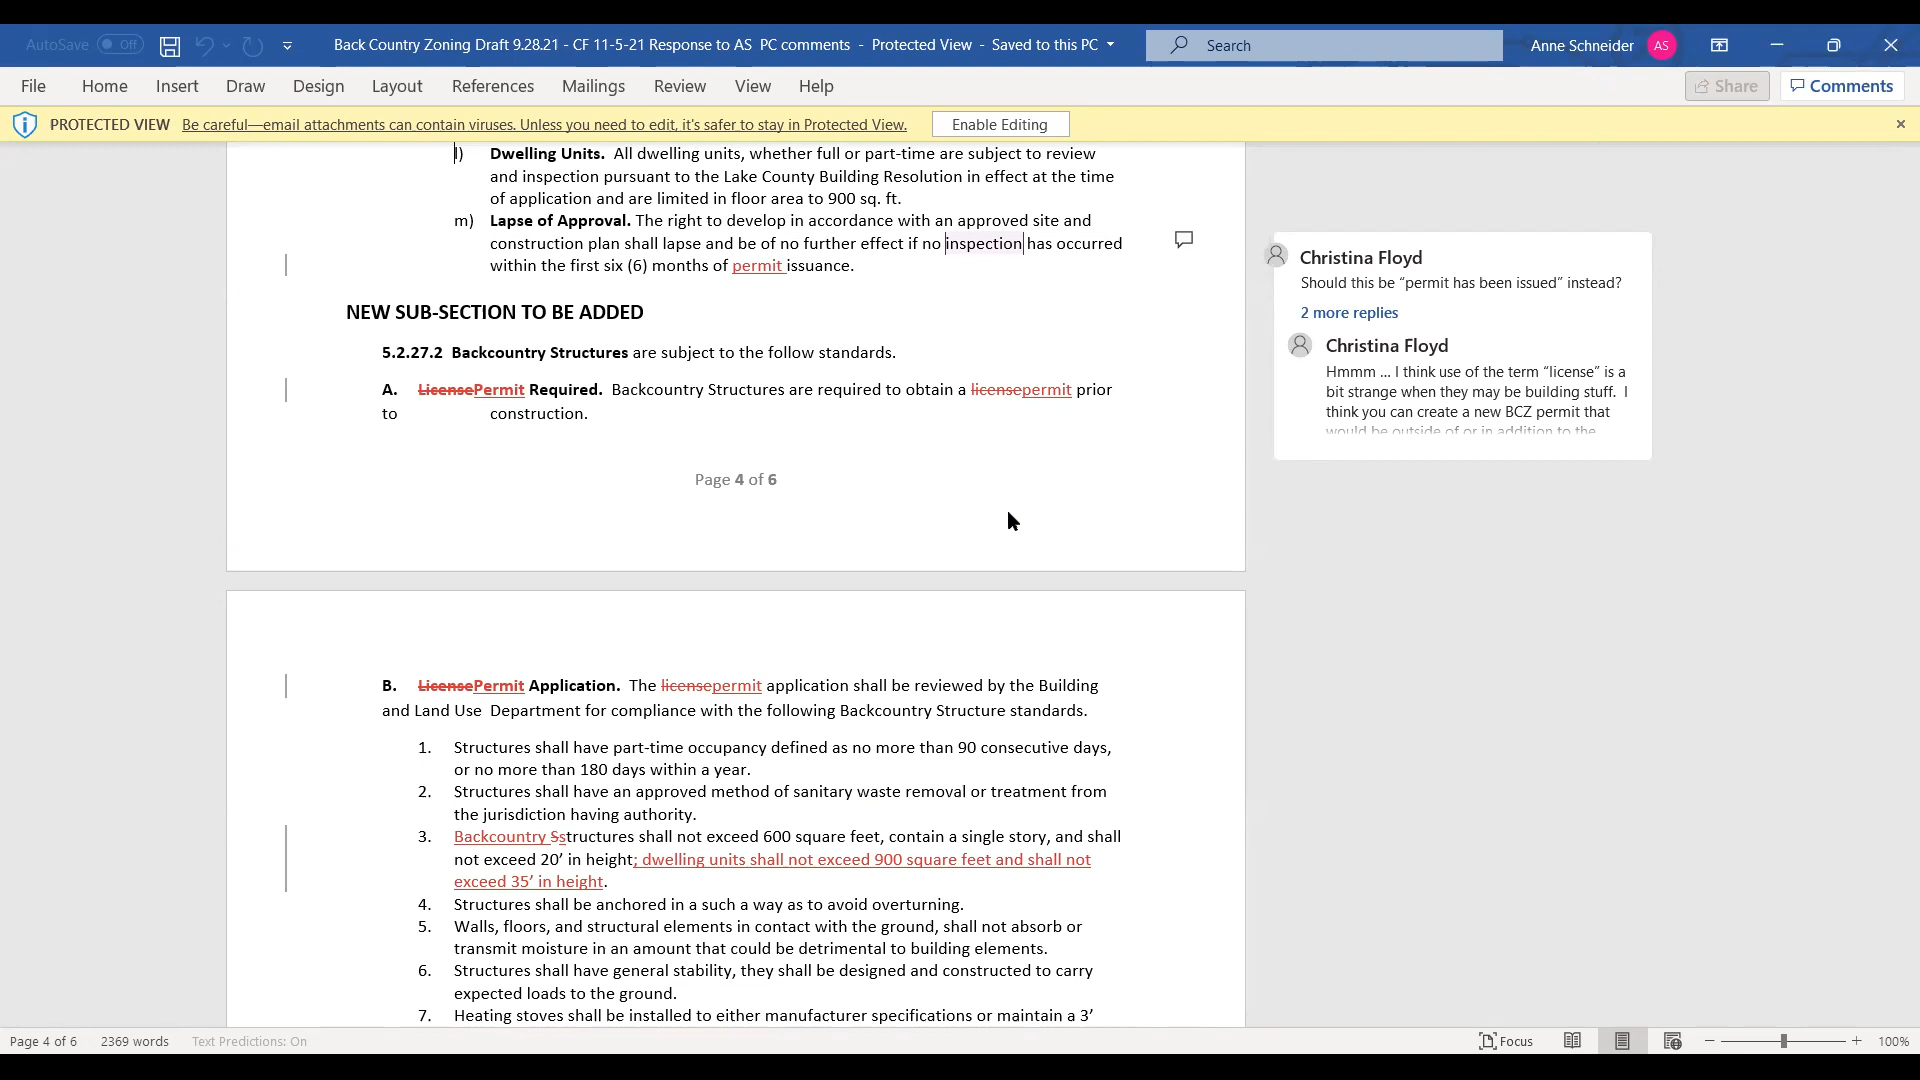 AutoSave Off Back Country Zoning Draft 9.28.21 - CF 11-5-21 Response to AS PC comments - Protected View - Saved to this PC Search Anne Schneider AS
File Home Insert Draw Design Layout References Mailings Review View Help Share Comments
PROTECTED VIEW Be careful—email attachments can contain viruses. Unless you need to edit, it's safer to stay in Protected View. Enable Editing
l) Dwelling Units. All dwelling units, whether full or part-time are subject to review
and inspection pursuant to the Lake County Building Resolution in effect at the time
of application and are limited in floor area to 900 sq. ft.
m) Lapse of Approval. The right to develop in accordance with an approved site and
construction plan shall lapse and be of no further effect if no inspection has occurred
within the first six (6) months of permit issuance.
NEW SUB-SECTION TO BE ADDED
5.2.27.2 Backcountry Structures are subject to the follow standards.
A. LicensePermit Required. Backcountry Structures are required to obtain a licensepermit prior
to construction.
Page 4 of 6
Christina Floyd
Should this be “permit has been issued” instead?
2 more replies
Christina Floyd
Hmmm ... I think use of the term “license” is a
bit strange when they may be building stuff. I
think you can create a new BCZ permit that
would be outside of or in addition to the
B. LicensePermit Application. The licensepermit application shall be reviewed by the Building
and Land Use Department for compliance with the following Backcountry Structure standards.
1. Structures shall have part-time occupancy defined as no more than 90 consecutive days,
or no more than 180 days within a year.
2. Structures shall have an approved method of sanitary waste removal or treatment from
the jurisdiction having authority.
3. Backcountry Sstructures shall not exceed 600 square feet, contain a single story, and shall
not exceed 20’ in height; dwelling units shall not exceed 900 square feet and shall not
exceed 35’ in height.
4. Structures shall be anchored in a such a way as to avoid overturning.
5. Walls, floors, and structural elements in contact with the ground, shall not absorb or
transmit moisture in an amount that could be detrimental to building elements.
6. Structures shall have general stability, they shall be designed and constructed to carry
expected loads to the ground.
7. Heating stoves shall be installed to either manufacturer specifications or maintain a 3’
Page 4 of 6 2369 words Text Predictions: On Focus 100%